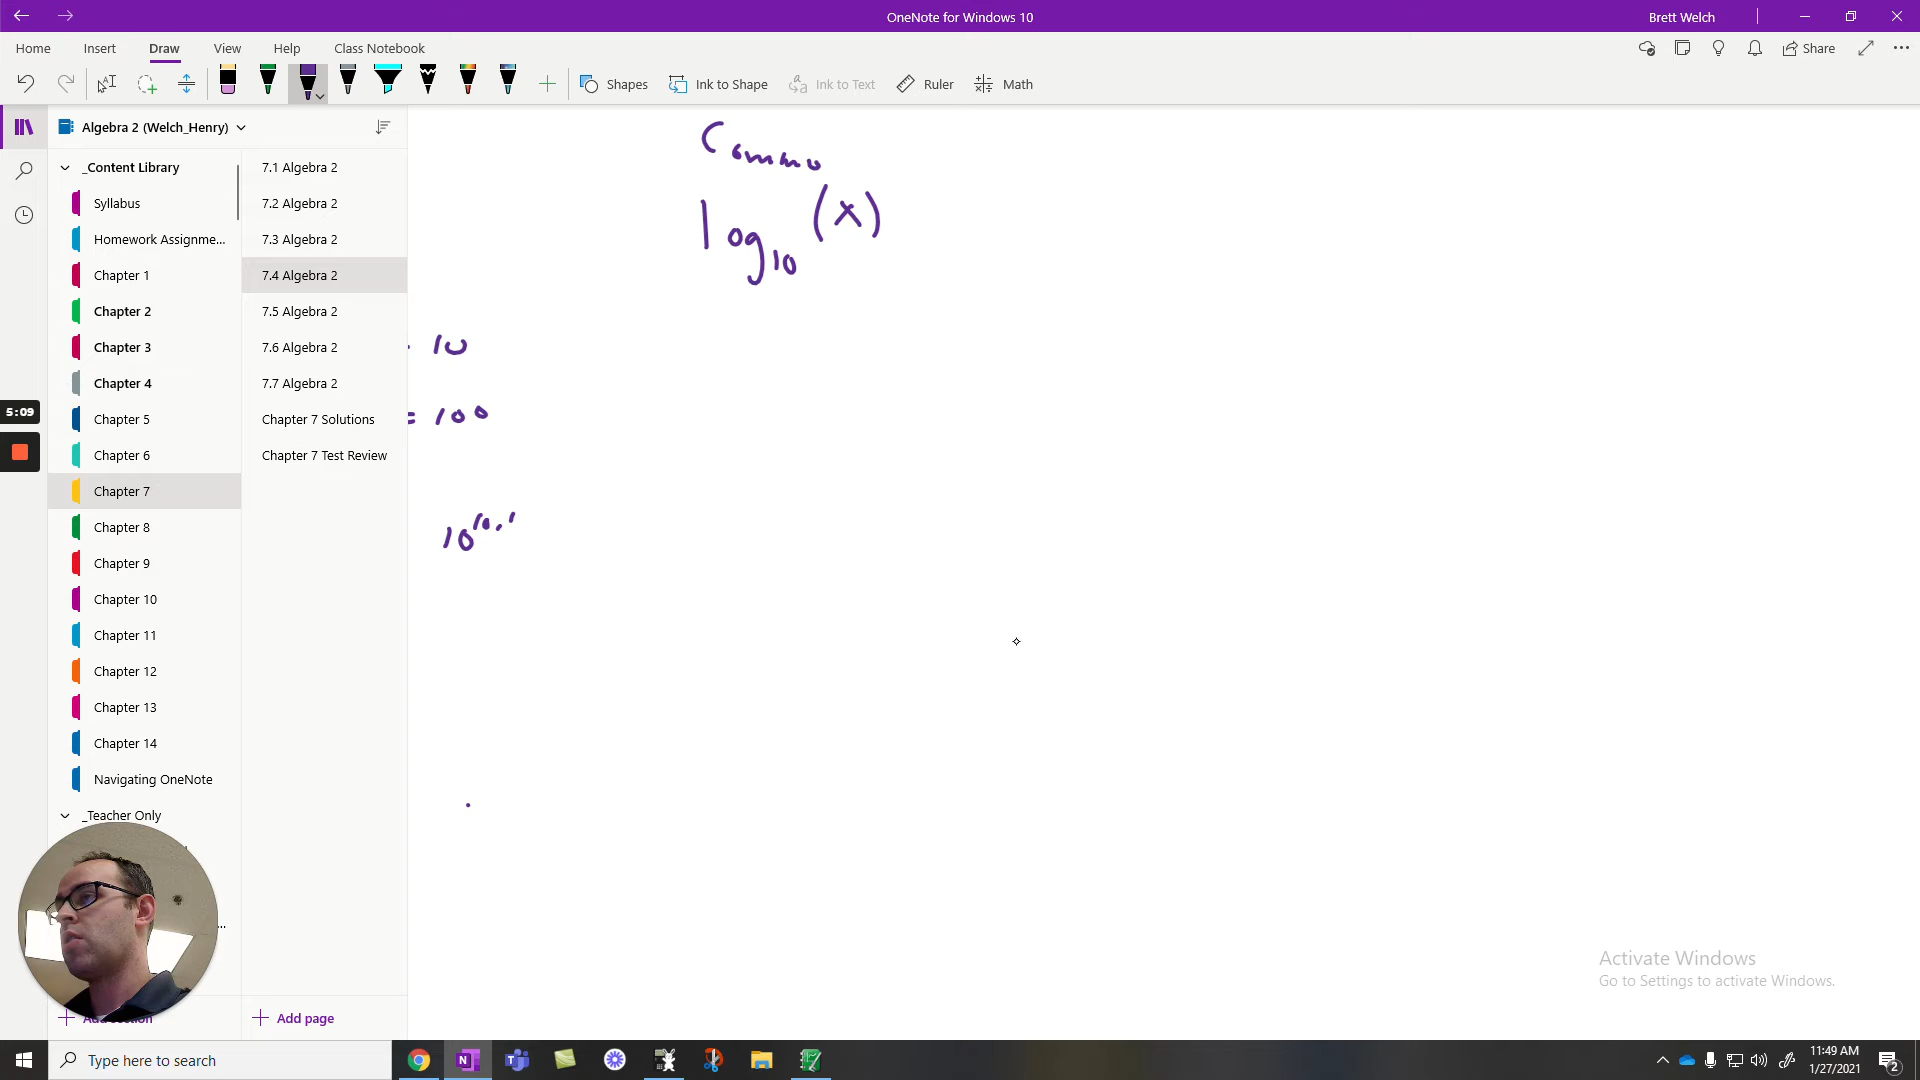 OneNote for Windows 10
Brett Welch
Home Insert Draw View Help Class Notebook
Share
Shapes Ink to Shape Ink to Text Ruler Math
Algebra 2 (Welch_Henry)
_Content Library
Syllabus
Homework Assignme...
Chapter 1
Chapter 2
Chapter 3
Chapter 4
Chapter 5
Chapter 6
Chapter 7
Chapter 8
Chapter 9
Chapter 10
Chapter 11
Chapter 12
Chapter 13
Chapter 14
Navigating OneNote
_Teacher Only
Add page
7.1 Algebra 2
7.2 Algebra 2
7.3 Algebra 2
7.4 Algebra 2
7.5 Algebra 2
7.6 Algebra 2
7.7 Algebra 2
Chapter 7 Solutions
Chapter 7 Test Review
5:09
Commo
log₁₀(x)
10
= 100
Activate Windows
Go to Settings to activate Windows.
Type here to search
11:49 AM
1/27/2021
2